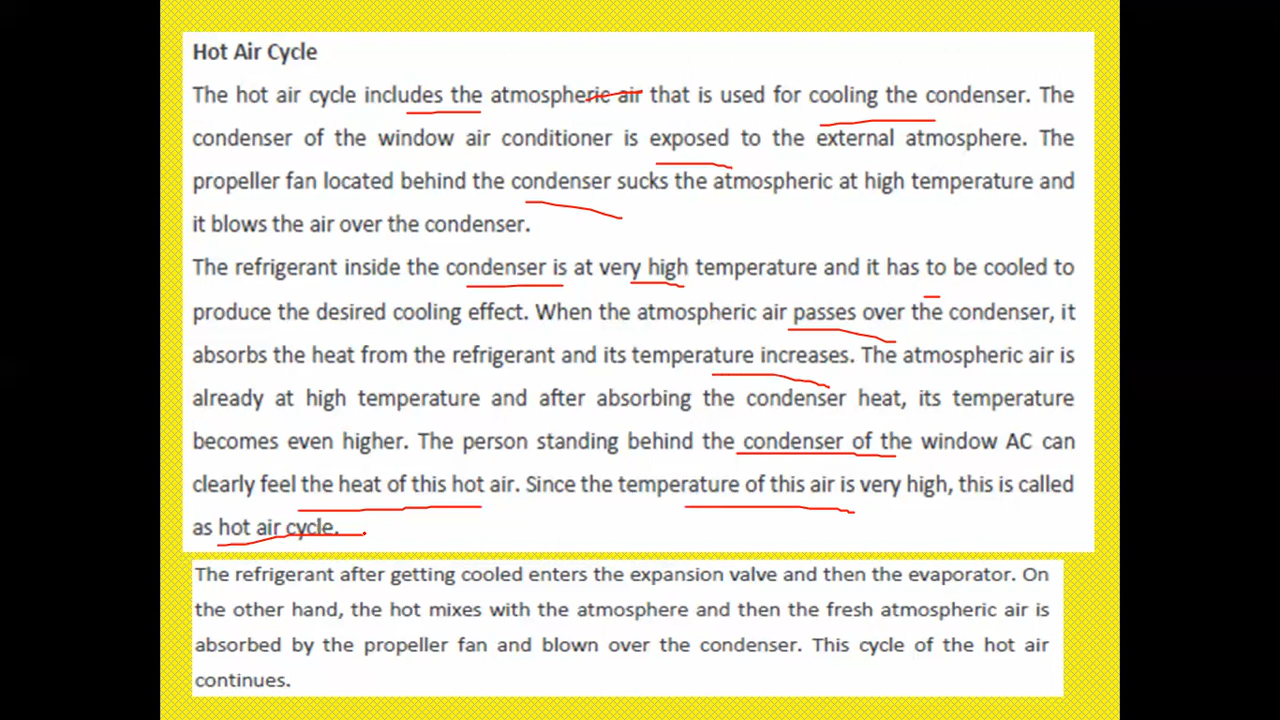 Hot Air Cycle
The hot air cycle includes the atmospheric air that is used for cooling the condenser. The
condenser of the window air conditioner is exposed to the external atmosphere. The
propeller fan located behind the condenser sucks the atmospheric at high temperature and
it blows the air over the condenser.
The refrigerant inside the condenser is at very high temperature and it has to be cooled to
produce the desired cooling effect. When the atmospheric air passes over the condenser, it
absorbs the heat from the refrigerant and its temperature increases. The atmospheric air is
already at high temperature and after absorbing the condenser heat, its temperature
becomes even higher. The person standing behind the condenser of the window AC can
clearly feel the heat of this hot air. Since the temperature of this air is very high, this is called
as hot air cycle.
The refrigerant after getting cooled enters the expansion valve and then the evaporator. On
the other hand, the hot mixes with the atmosphere and then the fresh atmospheric air is
absorbed by the propeller fan and blown over the condenser. This cycle of the hot air
continues.